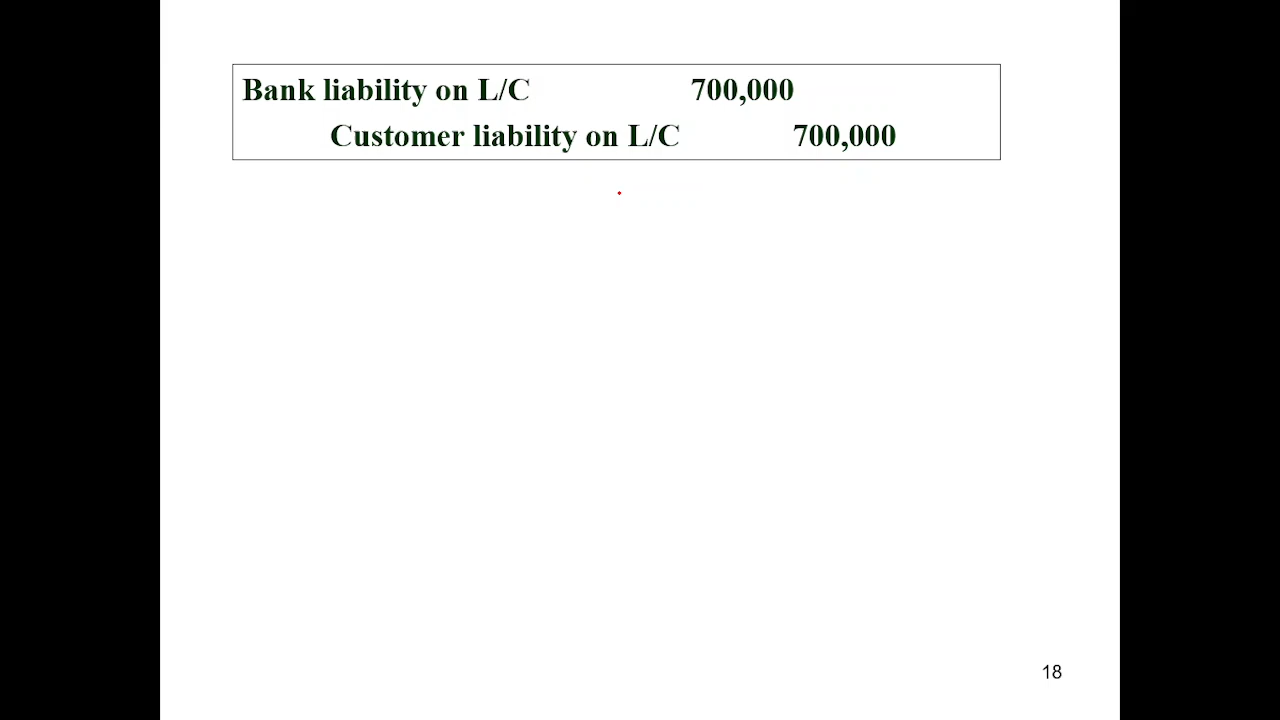 Bank liability on L/C 700,000
Customer liability on L/C 700,000
18